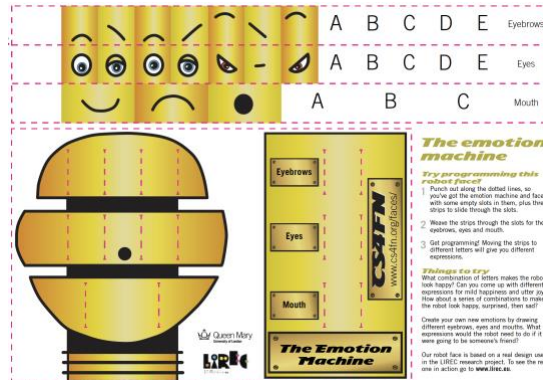 A B C D E Eyebrows
A B C D E Eyes
A B C Mouth
Eyebrows
Eyes
Mouth
CS4FN
www.cs4fn.org/faces/
The Emotion
Machine
Queen Mary
University of London
LIREC
The emotion
machine
Try programming this
robot face!
1 Punch out along the dotted lines, so
you've got the emotion machine and face
with some empty slots in them, plus three
strips to slide through the slots.
2 Weave the strips through the slots for the
eyebrows, eyes and mouth.
3 Get programming! Moving the strips to
different letters will give you different
expressions.
Things to try
What combination of letters makes the robot
look happy? Can you come up with different
expressions for mild happiness and utter joy?
How about a series of combinations to make
the robot look happy, surprised, then sad?
Create your own new emotions by drawing
different eyebrows, eyes and mouths. What
expressions would the robot need to do if it
were going to be someone's friend?
Our robot face is based on a real design used
in the LIREC research project. To see the real
one in action go to www.lirec.eu.